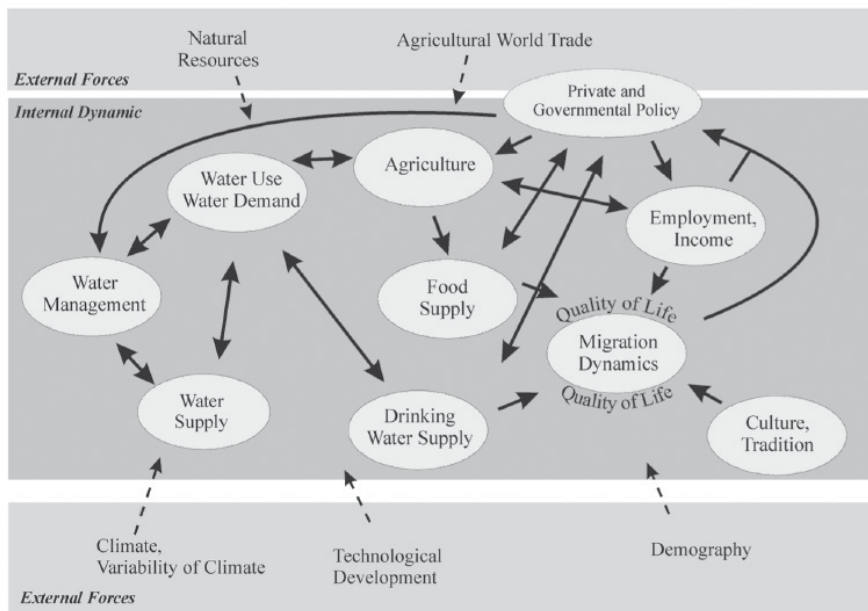 Natural
Resources
Agricultural World Trade
External Forces
Internal Dynamic
Private and
Governmental Policy
Water Use
Water Demand
Agriculture
Employment,
Income
Water
Management
Food
Supply
Quality of Life
Migration
Dynamics
Quality of Life
Water
Supply
Drinking
Water Supply
Culture,
Tradition
Climate,
Variability of Climate
Technological
Development
Demography
External Forces